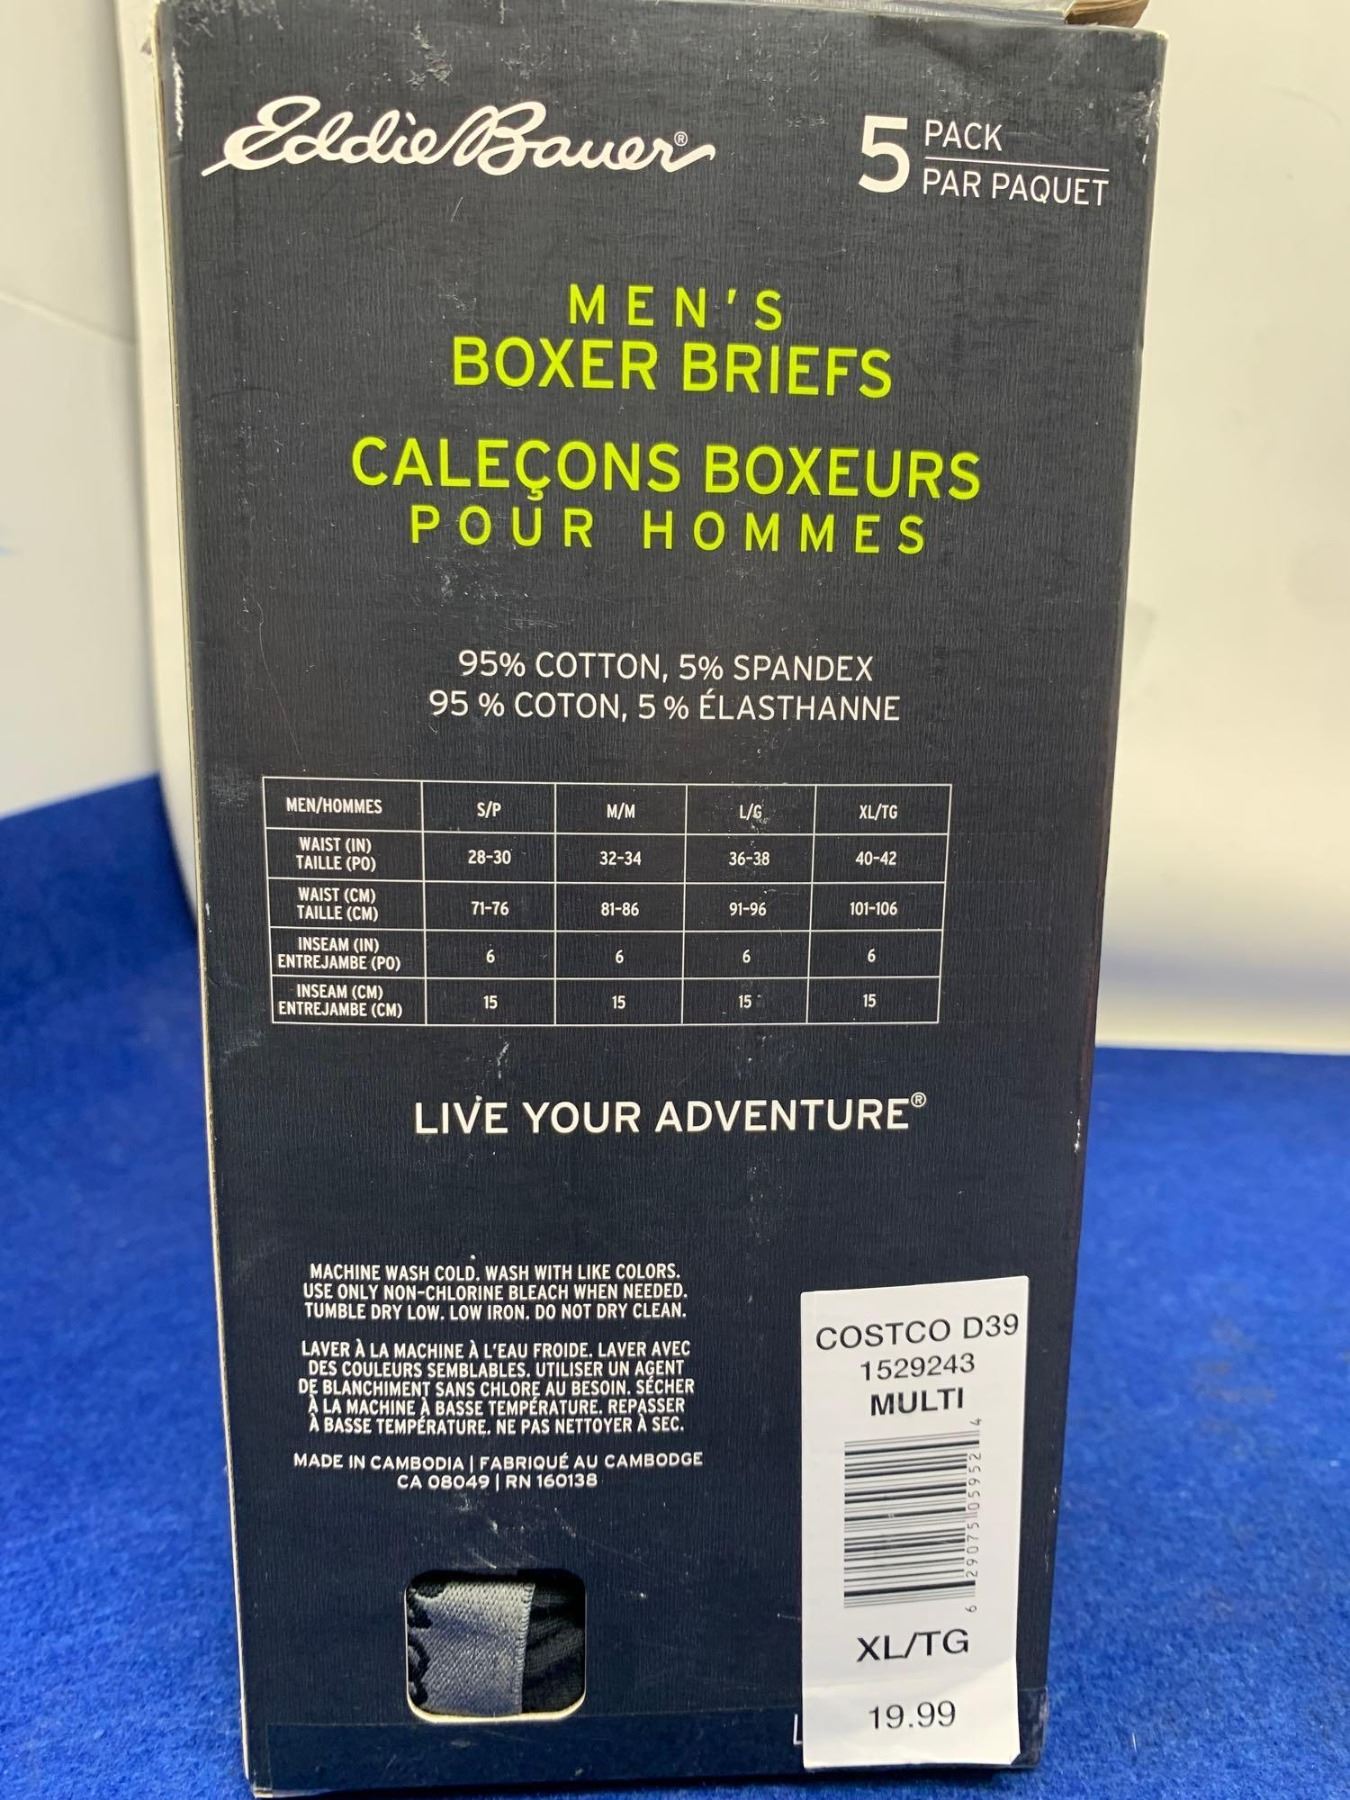 Eddie Bauer®
5 PACK
PAR PAQUET
MEN'S
BOXER BRIEFS
CALEÇONS BOXEURS
POUR HOMMES
95% COTTON, 5% SPANDEX
95 % COTON, 5 % ÉLASTHANNE
MEN/HOMMES S/P M/M L/G XL/TG
WAIST (IN)
TAILLE (PO) 28-30 32-34 36-38 40-42
WAIST (CM)
TAILLE (CM) 71-76 81-86 91-96 101-106
INSEAM (IN)
ENTREJAMBE (PO) 6 6 6 6
INSEAM (CM)
ENTREJAMBE (CM) 15 15 15 15
LIVE YOUR ADVENTURE®
MACHINE WASH COLD. WASH WITH LIKE COLORS.
USE ONLY NON-CHLORINE BLEACH WHEN NEEDED.
TUMBLE DRY LOW. LOW IRON. DO NOT DRY CLEAN.
LAVER À LA MACHINE À L'EAU FROIDE. LAVER AVEC
DES COULEURS SEMBLABLES. UTILISER UN AGENT
DE BLANCHIMENT SANS CHLORE AU BESOIN. SÉCHER
À LA MACHINE À BASSE TEMPÉRATURE. REPASSER
À BASSE TEMPÉRATURE. NE PAS NETTOYER À SEC.
MADE IN CAMBODIA | FABRIQUÉ AU CAMBODGE
CA 08049 | RN 160138
COSTCO D39
1529243
MULTI
6 29075 05952 4
XL/TG
19.99